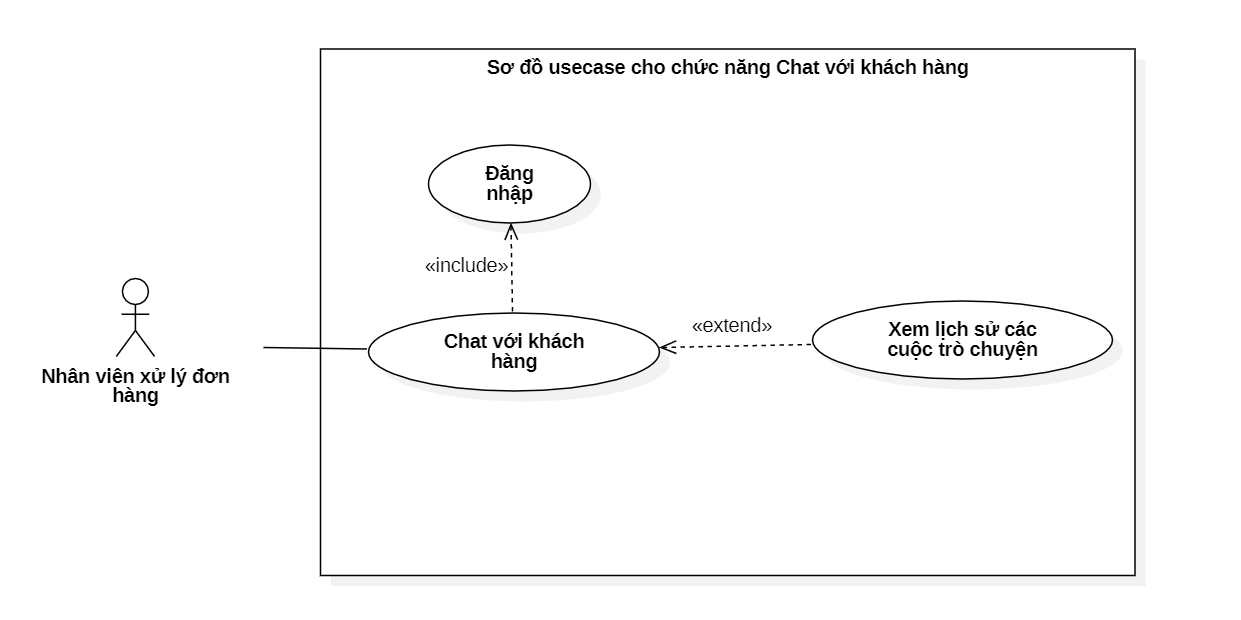 Sơ đồ usecase cho chức năng Chat với khách hàng
Đăng
nhập
«include»
Chat với khách
hàng
«extend»
Xem lịch sử các
cuộc trò chuyện
Nhân viên xử lý đơn
hàng